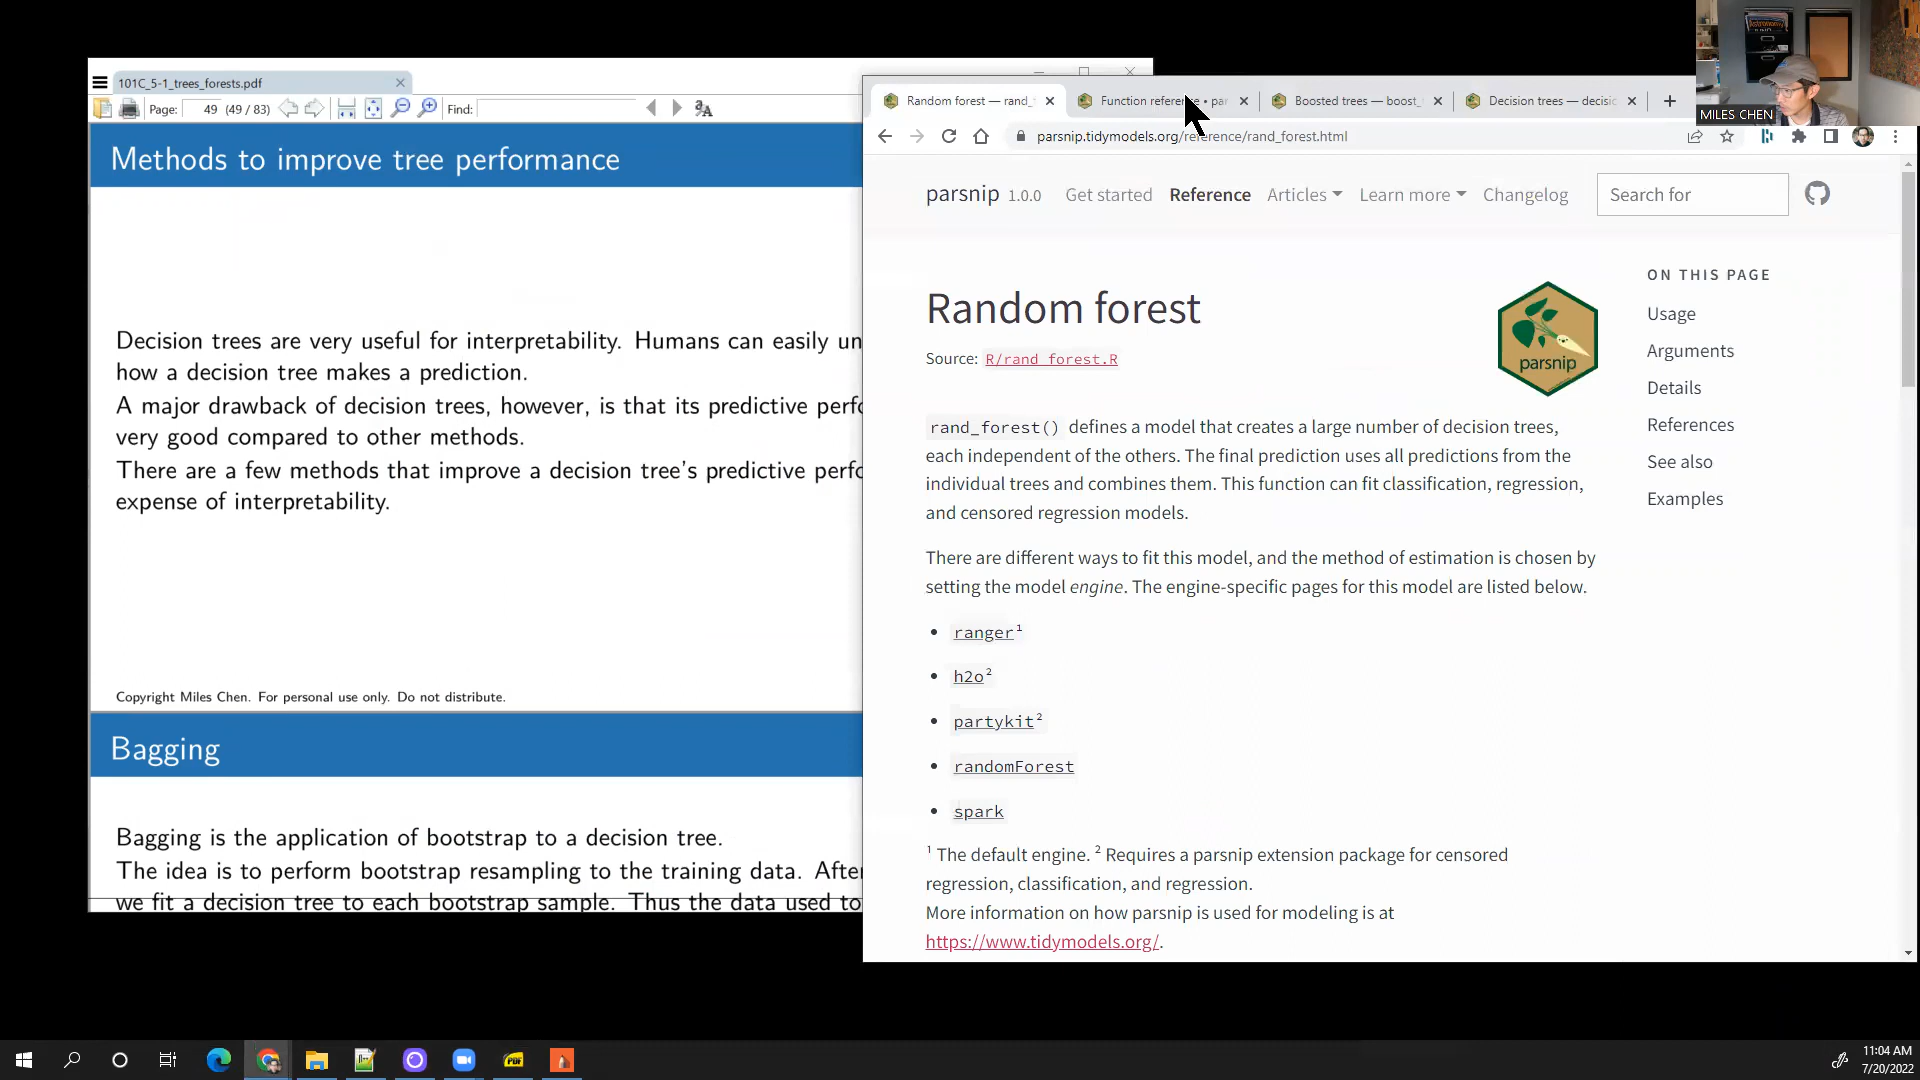 101C_5-1_trees_forests.pdf
Page: 49 (49 / 83) Find:
Methods to improve tree performance
Decision trees are very useful for interpretability. Humans can easily un
how a decision tree makes a prediction.
A major drawback of decision trees, however, is that its predictive perfo
very good compared to other methods.
There are a few methods that improve a decision tree's predictive perfo
expense of interpretability.
Copyright Miles Chen. For personal use only. Do not distribute.
Bagging
Bagging is the application of bootstrap to a decision tree.
The idea is to perform bootstrap resampling to the training data. After
we fit a decision tree to each bootstrap sample. Thus the data used to
Random forest — rand_
Function reference • par
Boosted trees — boost_
Decision trees — decisio
parsnip.tidymodels.org/reference/rand_forest.html
parsnip 1.0.0 Get started Reference Articles Learn more Changelog Search for
Random forest
Source: R/rand_forest.R
parsnip
rand_forest() defines a model that creates a large number of decision trees,
each independent of the others. The final prediction uses all predictions from the
individual trees and combines them. This function can fit classification, regression,
and censored regression models.
There are different ways to fit this model, and the method of estimation is chosen by
setting the model engine. The engine-specific pages for this model are listed below.
• ranger¹
• h2o²
• partykit²
• randomForest
• spark
¹ The default engine. ² Requires a parsnip extension package for censored
regression, classification, and regression.
More information on how parsnip is used for modeling is at
https://www.tidymodels.org/.
ON THIS PAGE
Usage
Arguments
Details
References
See also
Examples
MILES CHEN
PDF
11:04 AM
7/20/2022